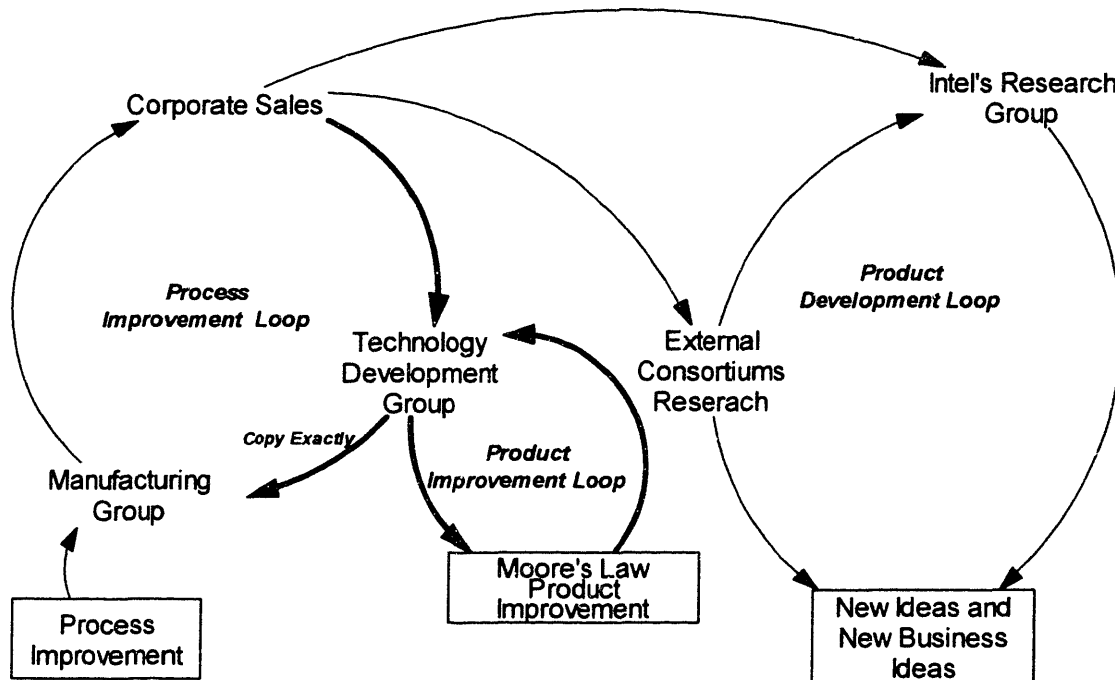 Corporate Sales
Intel's Research
Group
Process
Improvement Loop
Product
Development Loop
Technology
Development
Group
External
Consortiums
Reserach
Copy Exactly
Product
Improvement Loop
Manufacturing
Group
Moore's Law
Product
Improvement
Process
Improvement
New Ideas and
New Business
Ideas